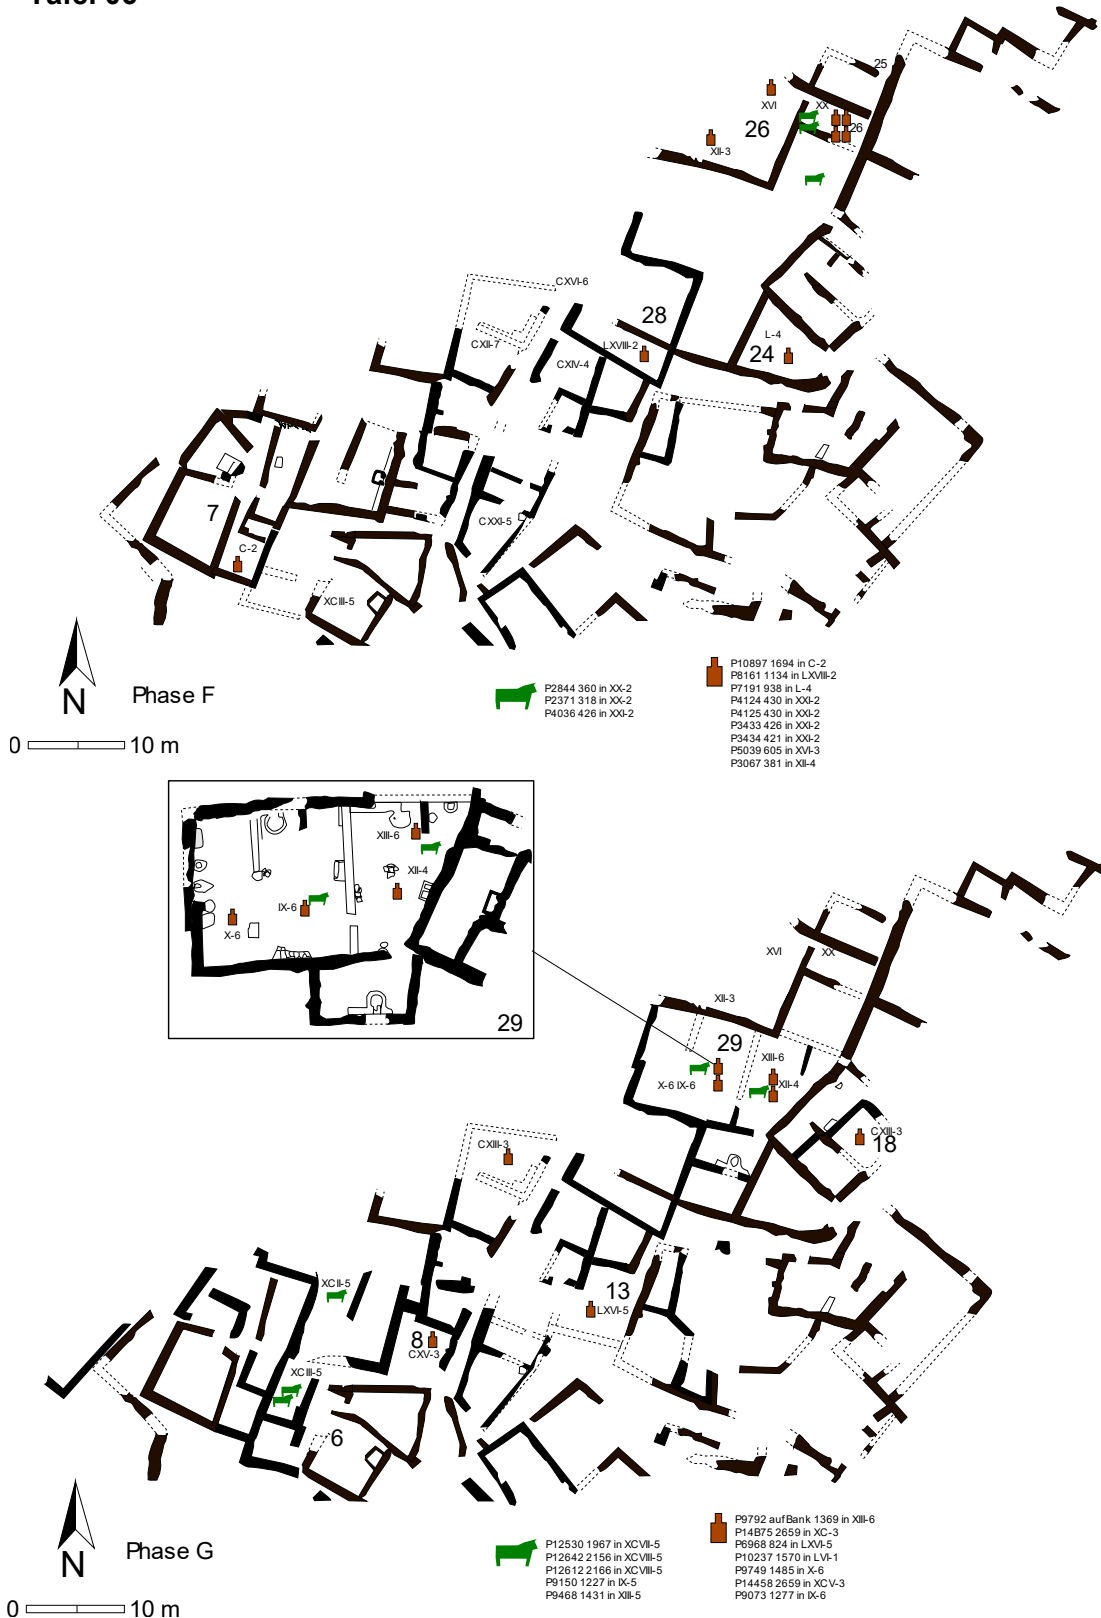 25
XVI
XX
26
26
XII-3
CXVI-6
28
CXII-7
LXVIII-2
L-4
24
CXIV-4
7
CXXI-5
C-2
XCIII-5
N
Phase F
0 10 m
P2844 360 in XX-2
P2371 318 in XX-2
P4036 426 in XXI-2
P10897 1694 in C-2
P8161 1134 in LXVIII-2
P7191 938 in L-4
P4124 430 in XXI-2
P4125 430 in XXI-2
P3433 426 in XXI-2
P3434 421 in XXI-2
P5039 605 in XVI-3
P3067 381 in XII-4
XIII-6
XII-4
IX-6
X-6
29
XVI
XX
XII-3
29
XIII-6
X-6 IX-6
XII-4
CXIII-3
18
CXIII-3
XCII-5
13
LXVI-5
8
CXV-3
XCIII-5
6
N
Phase G
0 10 m
P12530 1967 in XCVII-5
P12642 2156 in XCVIII-5
P12612 2166 in XCVIII-5
P9150 1227 in IX-5
P9468 1431 in XIII-5
P9792 aufBank 1369 in XIII-6
P14B75 2659 in XC-3
P6968 824 in LXVI-5
P10237 1570 in LVI-1
P9749 1485 in X-6
P14458 2659 in XCV-3
P9073 1277 in IX-6